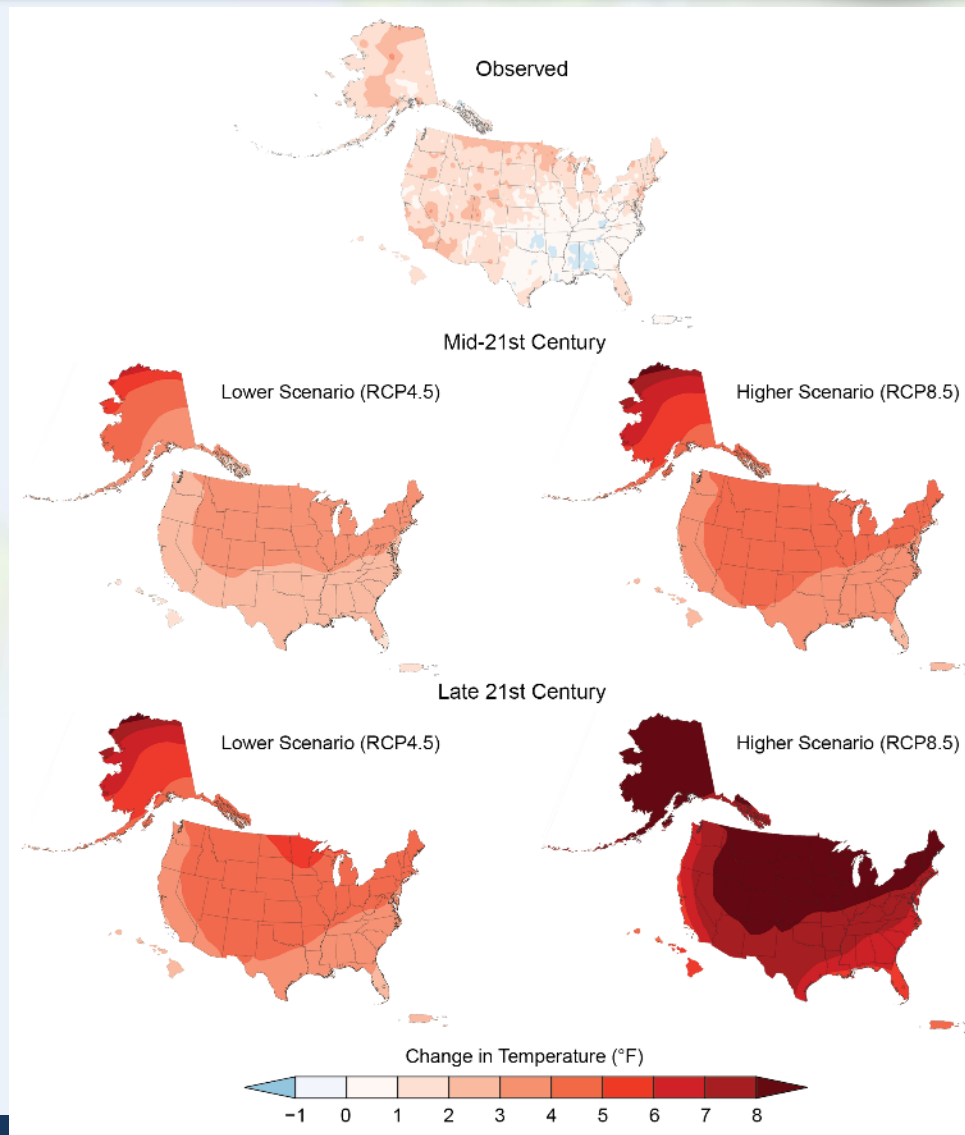 Observed
Mid-21st Century
Lower Scenario (RCP4.5)
Higher Scenario (RCP8.5)
Late 21st Century
Lower Scenario (RCP4.5)
Higher Scenario (RCP8.5)
Change in Temperature (°F)
−1 0 1 2 3 4 5 6 7 8